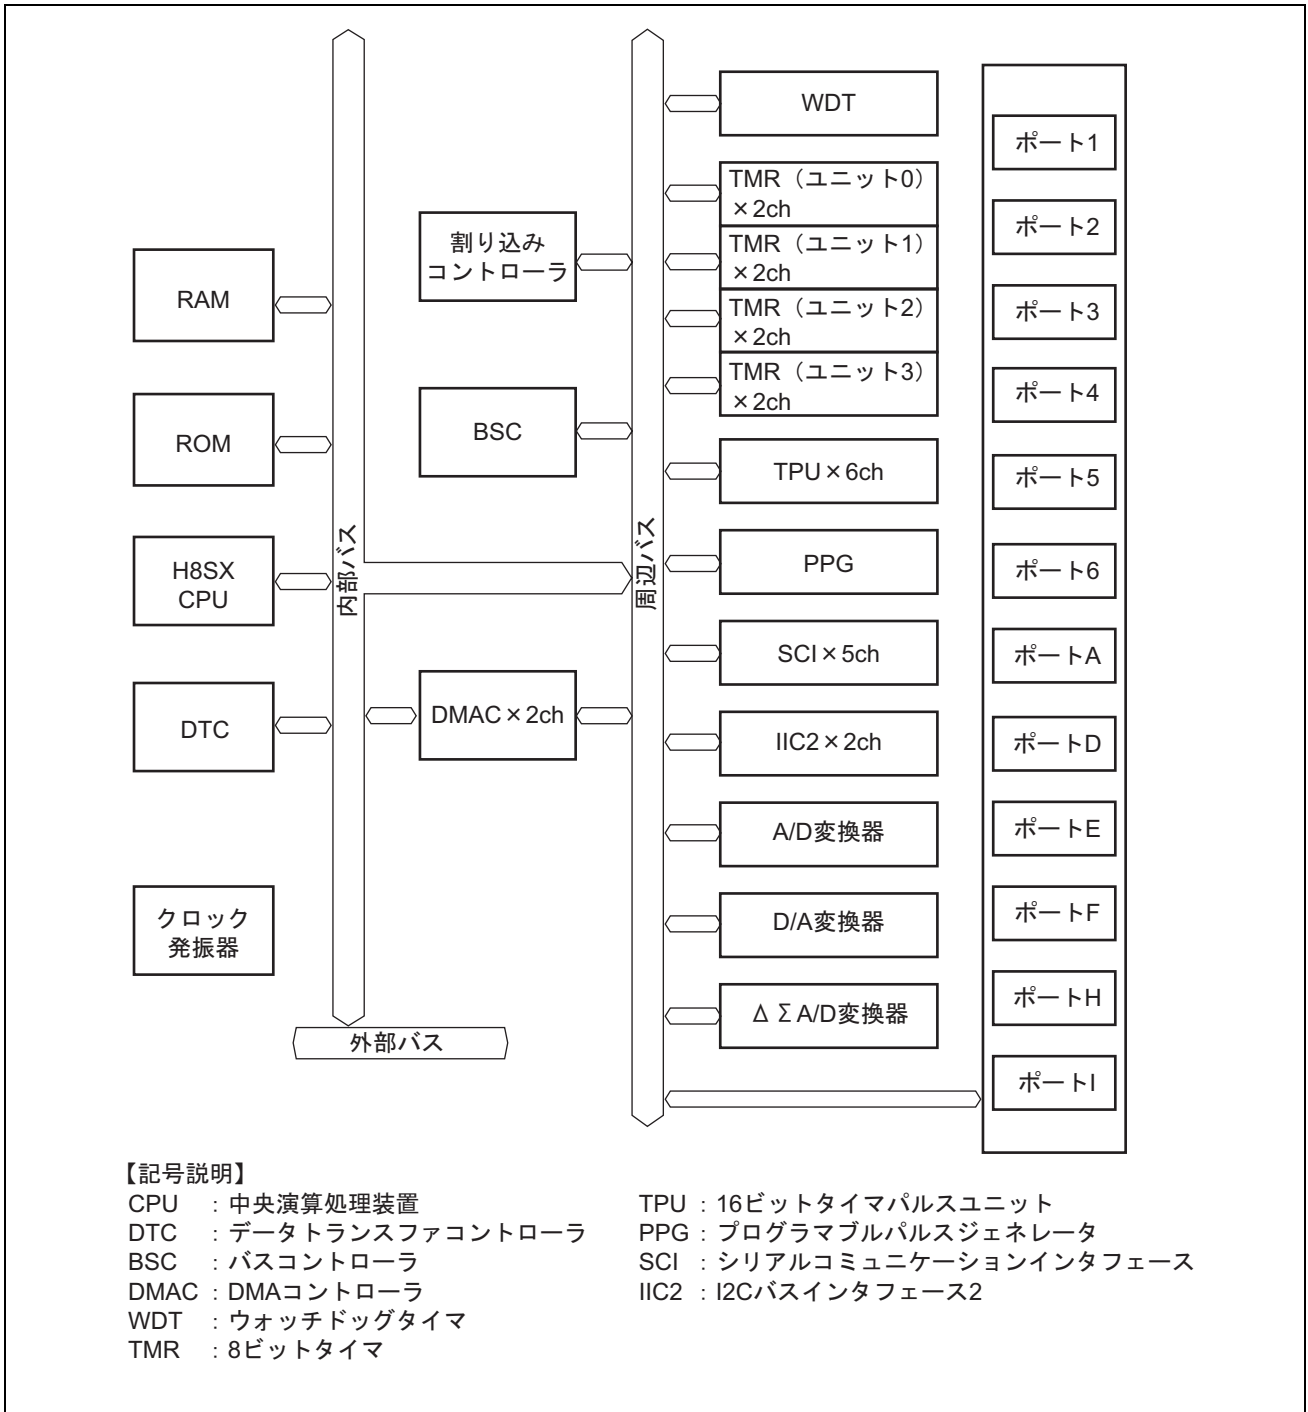 WDT
TMR（ユニット0）
×2ch
TMR（ユニット1）
×2ch
TMR（ユニット2）
×2ch
TMR（ユニット3）
×2ch
TPU×6ch
PPG
SCI×5ch
IIC2×2ch
A/D変換器
D/A変換器
ΔΣA/D変換器
割り込み
コントローラ
BSC
DMAC×2ch
RAM
ROM
H8SX
CPU
DTC
クロック
発振器
内部バス
周辺バス
外部バス
ポート1
ポート2
ポート3
ポート4
ポート5
ポート6
ポートA
ポートD
ポートE
ポートF
ポートH
ポートI
【記号説明】
CPU ：中央演算処理装置
DTC ：データトランスファコントローラ
BSC ：バスコントローラ
DMAC：DMAコントローラ
WDT ：ウォッチドッグタイマ
TMR ：8ビットタイマ
TPU ：16ビットタイマパルスユニット
PPG ：プログラマブルパルスジェネレータ
SCI ：シリアルコミュニケーションインタフェース
IIC2 ：I2Cバスインタフェース2